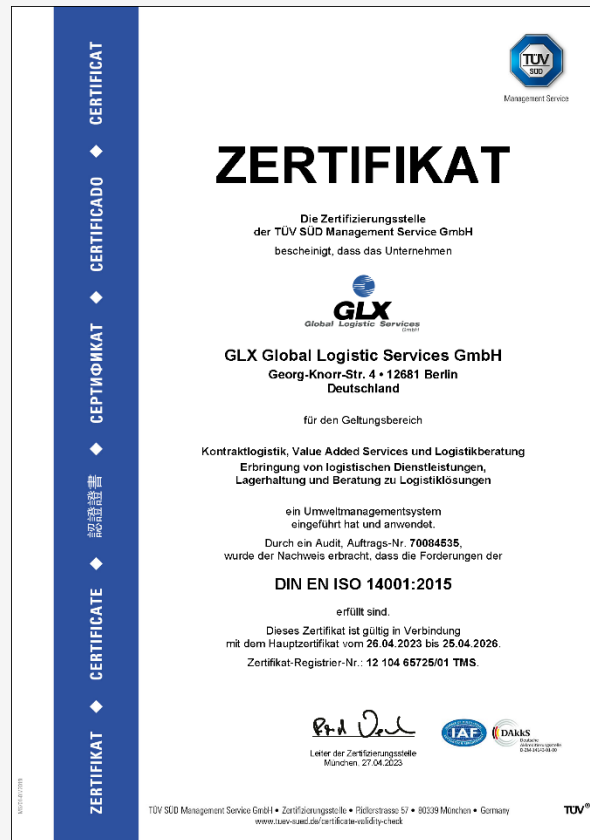 TÜV
SÜD
Management Service
ZERTIFIKAT ◆ CERTIFICATE ◆ 認證證書 ◆ СЕРТИФИКАТ ◆ CERTIFICADO ◆ CERTIFICAT
ZERTIFIKAT
Die Zertifizierungsstelle
der TÜV SÜD Management Service GmbH
bescheinigt, dass das Unternehmen
GLX
Global Logistic Services
GmbH
GLX Global Logistic Services GmbH
Georg-Knorr-Str. 4 • 12681 Berlin
Deutschland
für den Geltungsbereich
Kontraktlogistik, Value Added Services und Logistikberatung
Erbringung von logistischen Dienstleistungen,
Lagerhaltung und Beratung zu Logistiklösungen
ein Umweltmanagementsystem
eingeführt hat und anwendet.
Durch ein Audit, Auftrags-Nr. 70084535,
wurde der Nachweis erbracht, dass die Forderungen der
DIN EN ISO 14001:2015
erfüllt sind.
Dieses Zertifikat ist gültig in Verbindung
mit dem Hauptzertifikat vom 26.04.2023 bis 25.04.2026.
Zertifikat-Registrier-Nr.: 12 104 65725/01 TMS.
Leiter der Zertifizierungsstelle
München, 27.04.2023
IAF
DAkkS
Deutsche
Akkreditierungsstelle
TÜV SÜD Management Service GmbH • Zertifizierungsstelle • Ridlerstrasse 57 • 80339 München • Germany
www.tuev-sued.de/certificate-validity-check
TÜV®